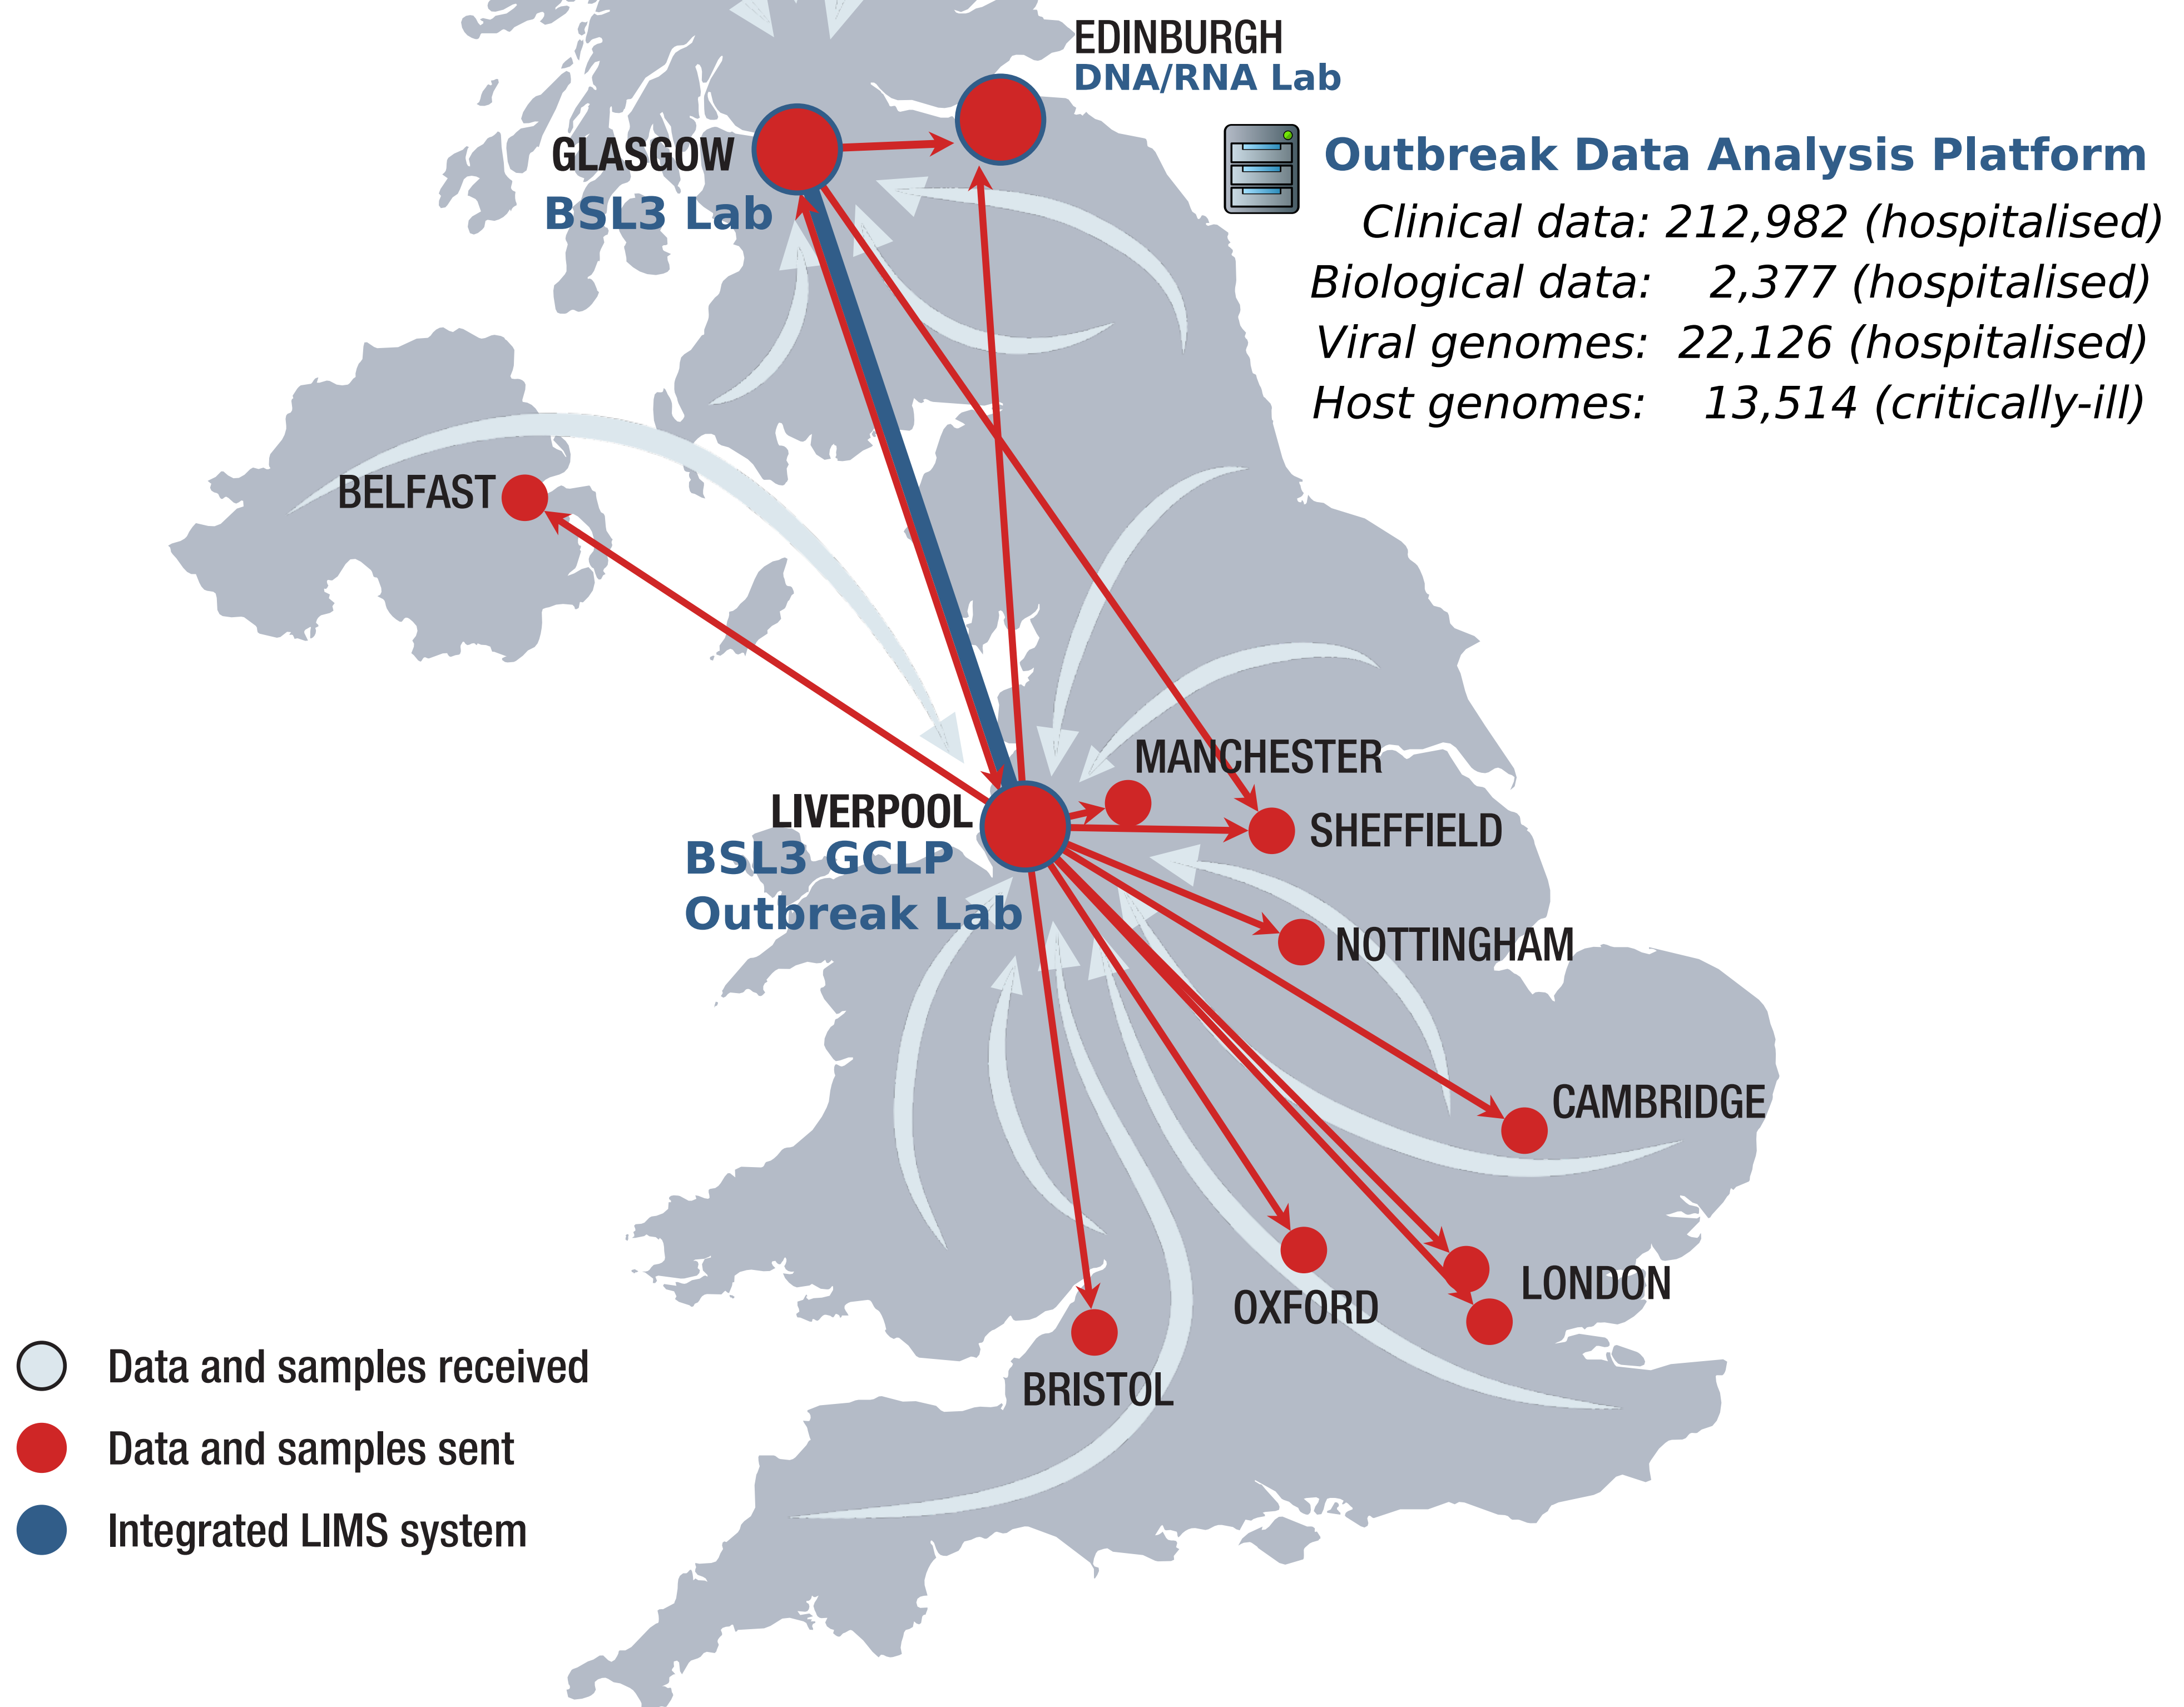 EDINBURGH
DNA/RNA Lab
GLASGOW
BSL3 Lab
Outbreak Data Analysis Platform
Clinical data: 212,982 (hospitalised)
Biological data: 2,377 (hospitalised)
Viral genomes: 22,126 (hospitalised)
Host genomes: 13,514 (critically-ill)
BELFAST
MANCHESTER
LIVERPOOL
BSL3 GCLP
Outbreak Lab
SHEFFIELD
NOTTINGHAM
CAMBRIDGE
LONDON
OXFORD
BRISTOL
Data and samples received
Data and samples sent
Integrated LIMS system